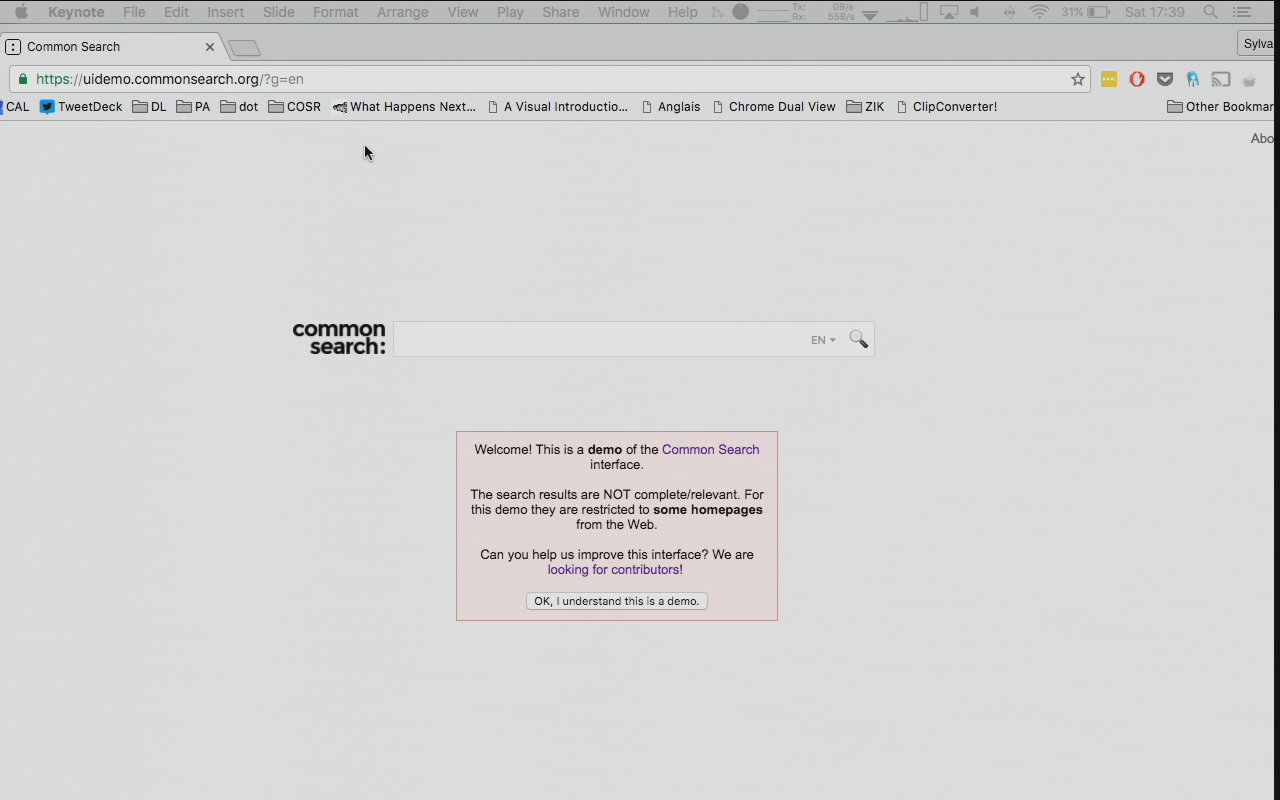 Keynote File Edit Insert Slide Format Arrange View Play Share Window Help Tx: 0B/s 31% Sat 17:39
Rx: 55B/s
: Common Search
Sylva
https://uidemo.commonsearch.org/?g=en
CAL TweetDeck DL PA dot COSR What Happens Next... A Visual Introductio... Anglais Chrome Dual View ZIK ClipConverter! Other Bookmar
Abo
common
search:
EN
Welcome! This is a demo of the Common Search
interface.
The search results are NOT complete/relevant. For
this demo they are restricted to some homepages
from the Web.
Can you help us improve this interface? We are
looking for contributors!
OK, I understand this is a demo.